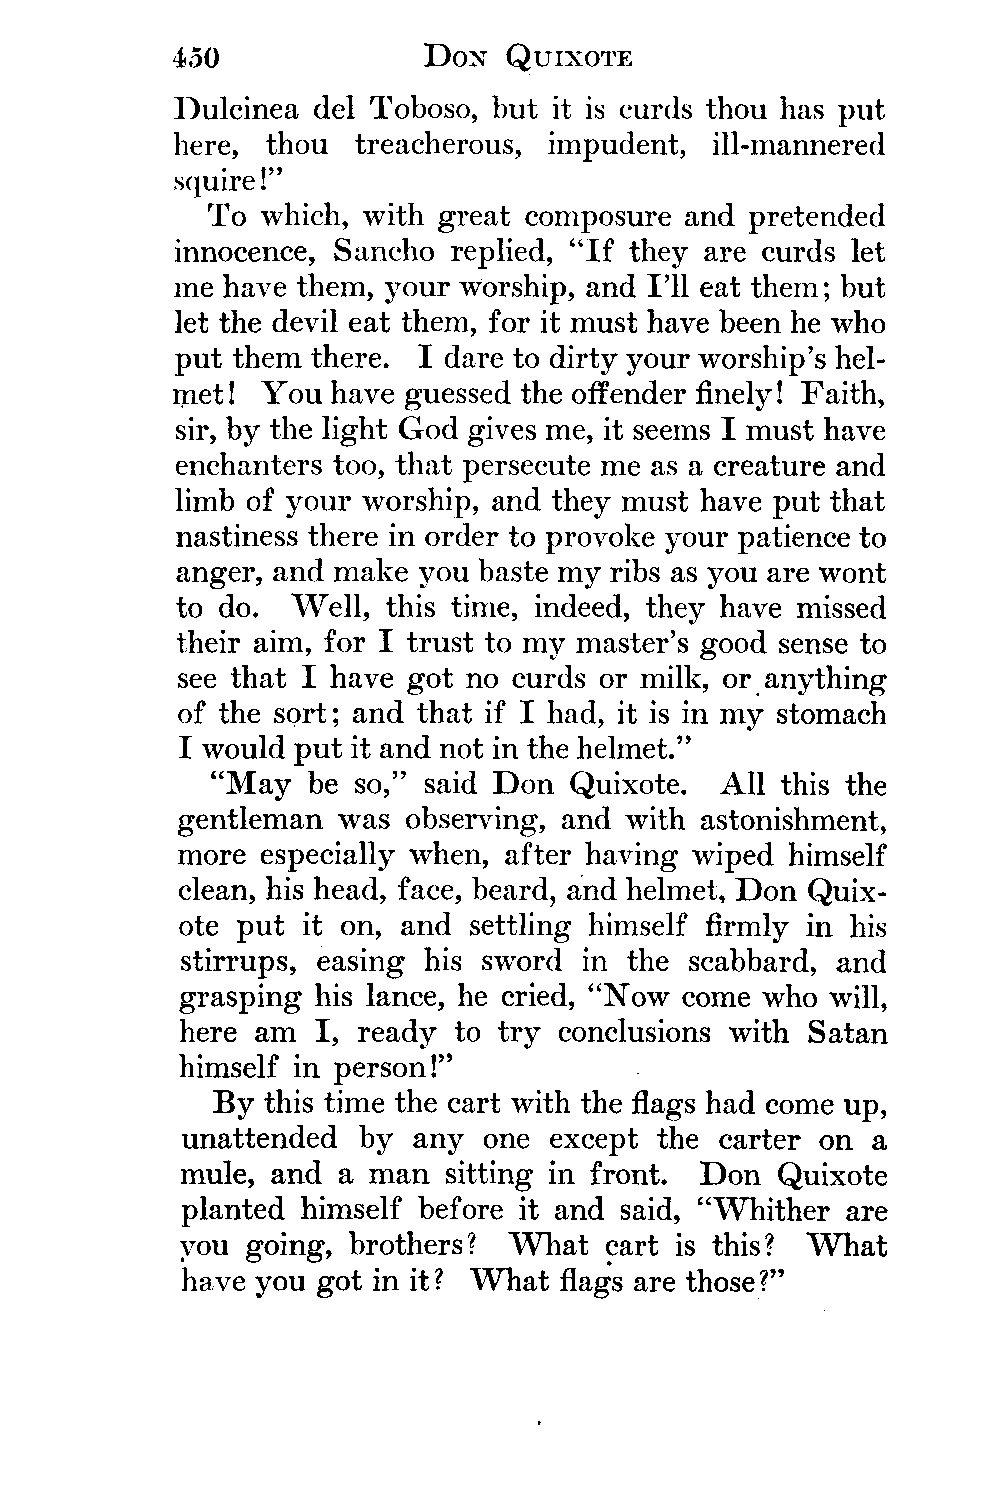 450 DON QUIXOTE
Dulcinea del Toboso, but it is curds thou has put
here, thou treacherous, impudent, ill-mannered
squire!"
To which, with great composure and pretended
innocence, Sancho replied, "If they are curds let
me have them, your worship, and I'll eat them; but
let the devil eat them, for it must have been he who
put them there. I dare to dirty your worship's hel-
met! You have guessed the offender finely! Faith,
sir, by the light God gives me, it seems I must have
enchanters too, that persecute me as a creature and
limb of your worship, and they must have put that
nastiness there in order to provoke your patience to
anger, and make you baste my ribs as you are wont
to do. Well, this time, indeed, they have missed
their aim, for I trust to my master's good sense to
see that I have got no curds or milk, or anything
of the sort; and that if I had, it is in my stomach
I would put it and not in the helmet."
"May be so," said Don Quixote. All this the
gentleman was observing, and with astonishment,
more especially when, after having wiped himself
clean, his head, face, beard, and helmet, Don Quix-
ote put it on, and settling himself firmly in his
stirrups, easing his sword in the scabbard, and
grasping his lance, he cried, "Now come who will,
here am I, ready to try conclusions with Satan
himself in person!"
By this time the cart with the flags had come up,
unattended by any one except the carter on a
mule, and a man sitting in front. Don Quixote
planted himself before it and said, "Whither are
you going, brothers? What cart is this? What
have you got in it? What flags are those?"